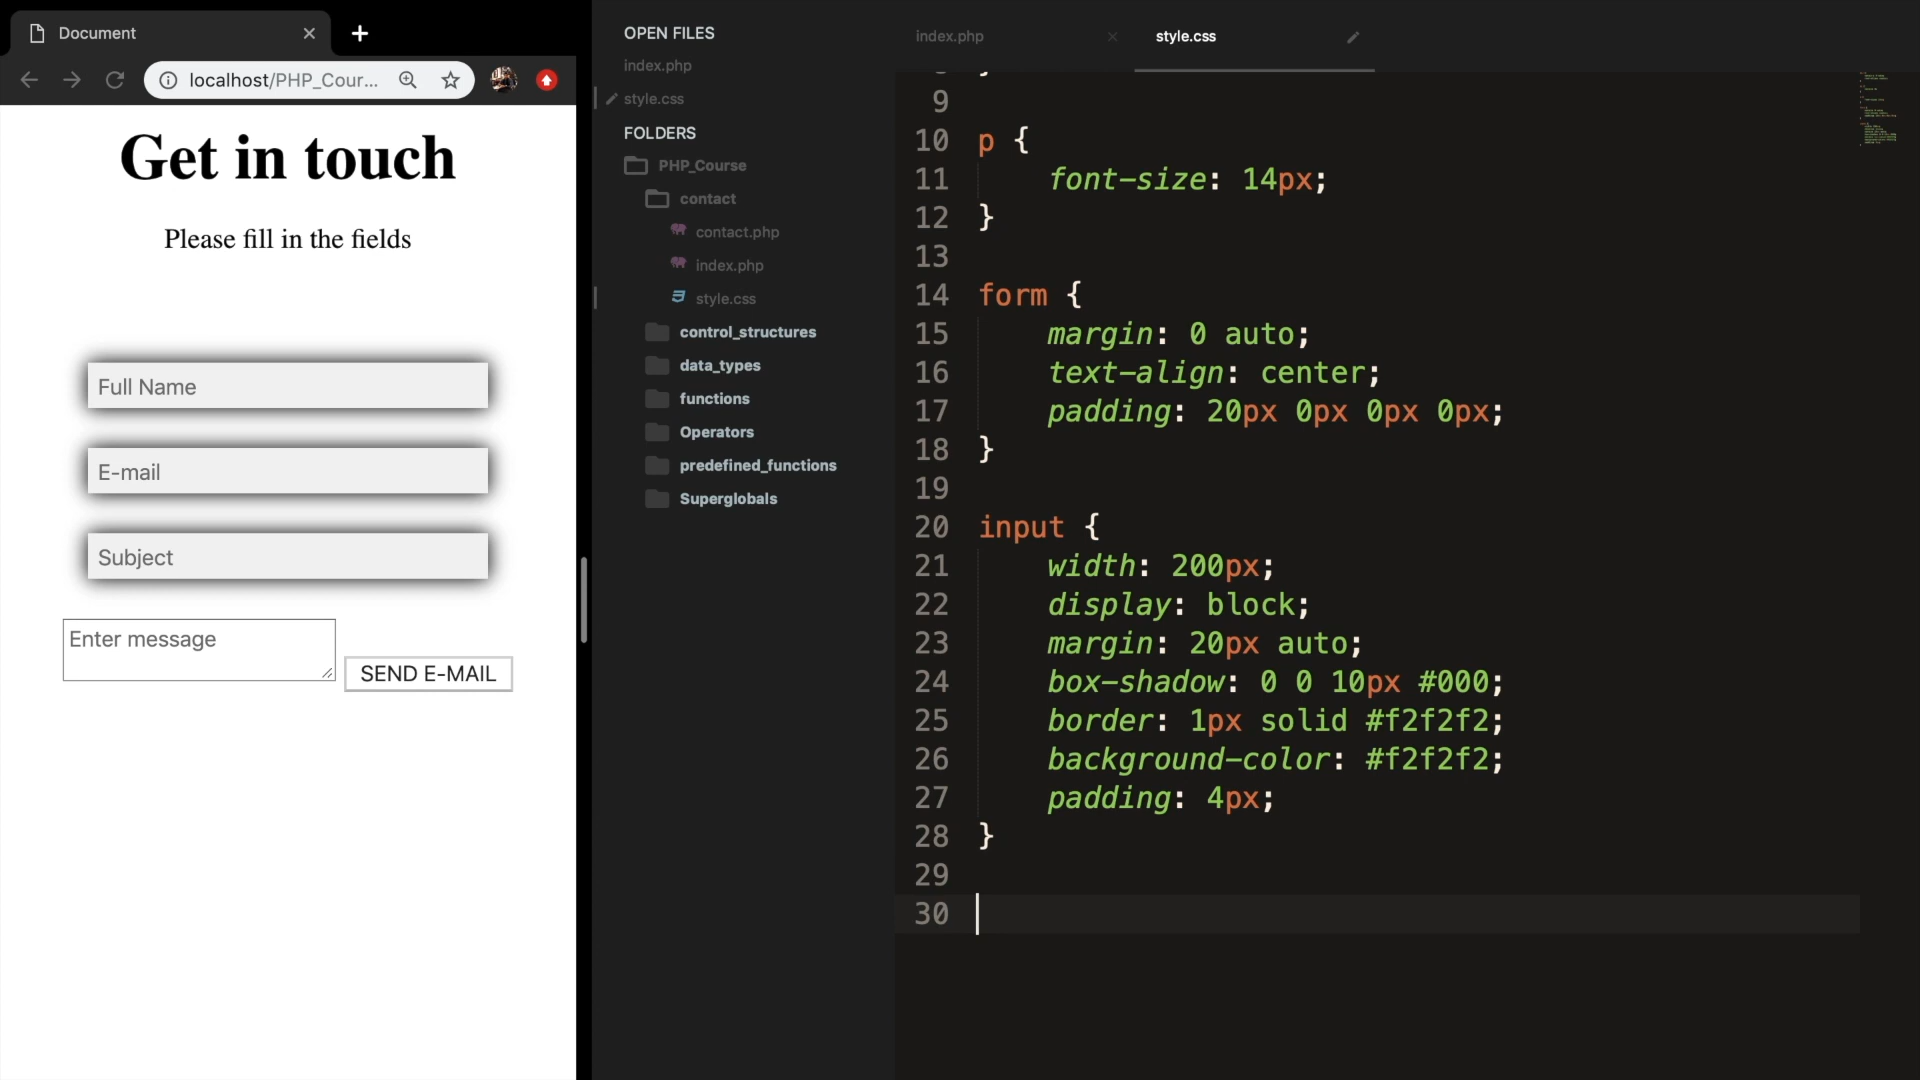 Document
localhost/PHP_Cour...
Get in touch
Please fill in the fields
Full Name
E-mail
Subject
Enter message
SEND E-MAIL
OPEN FILES
index.php
style.css
FOLDERS
PHP_Course
contact
contact.php
index.php
style.css
control_structures
data_types
functions
Operators
predefined_functions
Superglobals
index.php
style.css
9
10 p {
11 font-size: 14px;
12 }
13
14 form {
15 margin: 0 auto;
16 text-align: center;
17 padding: 20px 0px 0px 0px;
18 }
19
20 input {
21 width: 200px;
22 display: block;
23 margin: 20px auto;
24 box-shadow: 0 0 10px #000;
25 border: 1px solid #f2f2f2;
26 background-color: #f2f2f2;
27 padding: 4px;
28 }
29
30